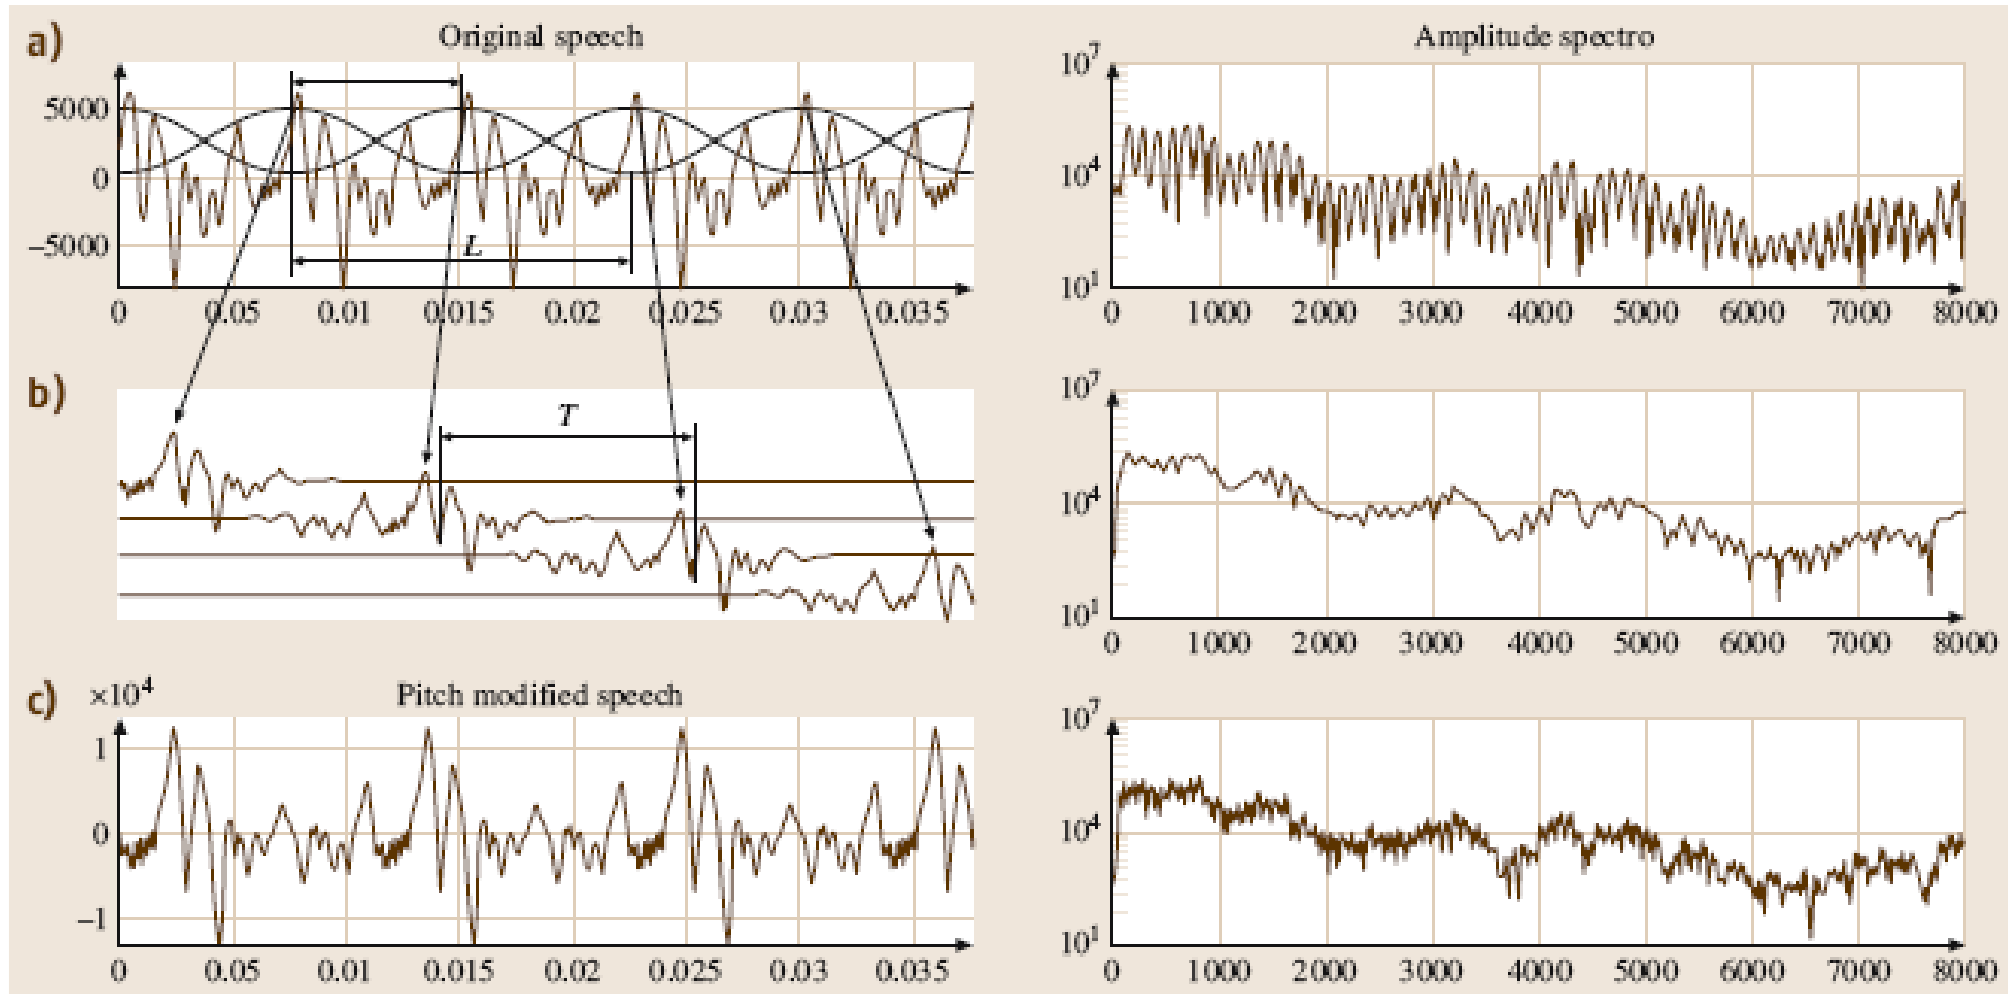 a)
Original speech
5000
0
−5000
L
0 0.05 0.01 0.015 0.02 0.025 0.03 0.035
Amplitude spectro
10⁷
10⁴
10¹
0 1000 2000 3000 4000 5000 6000 7000 8000
b)
T
10⁷
10⁴
10¹
0 1000 2000 3000 4000 5000 6000 7000 8000
c)
×10⁴
Pitch modified speech
1
0
−1
0 0.05 0.01 0.015 0.02 0.025 0.03 0.035
10⁷
10⁴
10¹
0 1000 2000 3000 4000 5000 6000 7000 8000